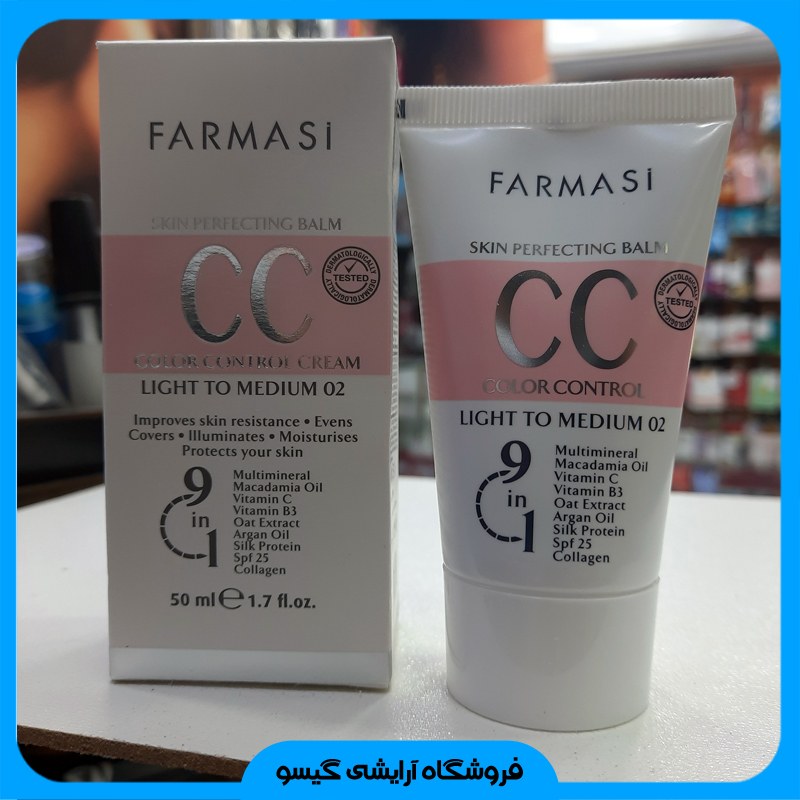 FARMASi
SKIN PERFECTING BALM
CC
DERMATOLOGICALLY
TESTED
DERMATOLOGICALLY
COLOR CONTROL CREAM
LIGHT TO MEDIUM 02
Improves skin resistance • Evens
Covers • Illuminates • Moisturises
Protects your skin
9 in 1
Multimineral
Macadamia Oil
Vitamin C
Vitamin B3
Oat Extract
Argan Oil
Silk Protein
Spf 25
Collagen
50 ml ℮ 1.7 fl.oz.
FARMASi
SKIN PERFECTING BALM
CC
DERMATOLOGICALLY
TESTED
DERMATOLOGICALLY
COLOR CONTROL
LIGHT TO MEDIUM 02
9 in 1
Multimineral
Macadamia Oil
Vitamin C
Vitamin B3
Oat Extract
Argan Oil
Silk Protein
Spf 25
Collagen
فروشگاه آرایشی گیسو